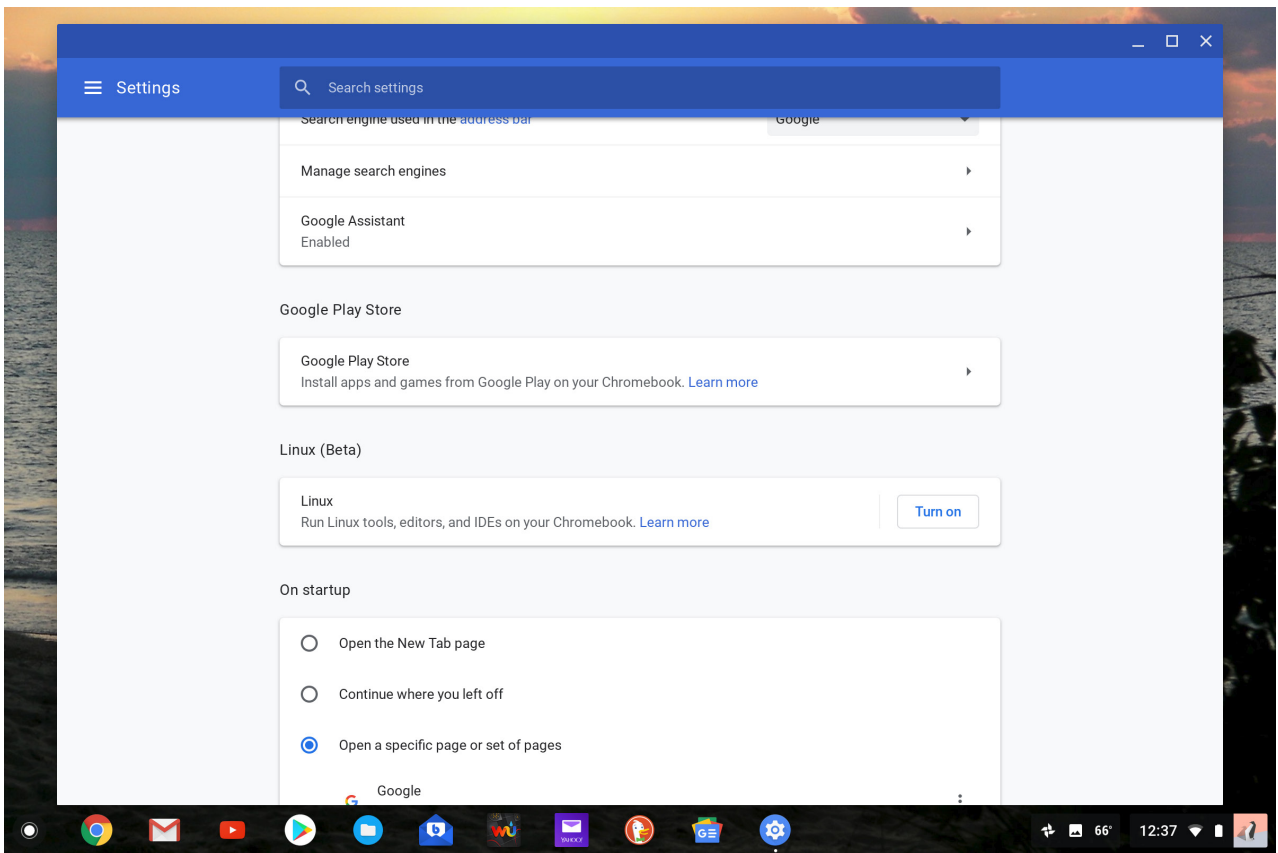 Settings
Search settings
Search engine used in the address bar
Google
Manage search engines
Google Assistant
Enabled
Google Play Store
Google Play Store
Install apps and games from Google Play on your Chromebook. Learn more
Linux (Beta)
Linux
Run Linux tools, editors, and IDEs on your Chromebook. Learn more
Turn on
On startup
Open the New Tab page
Continue where you left off
Open a specific page or set of pages
Google
wu
YAHOO!
GE
66°
12:37